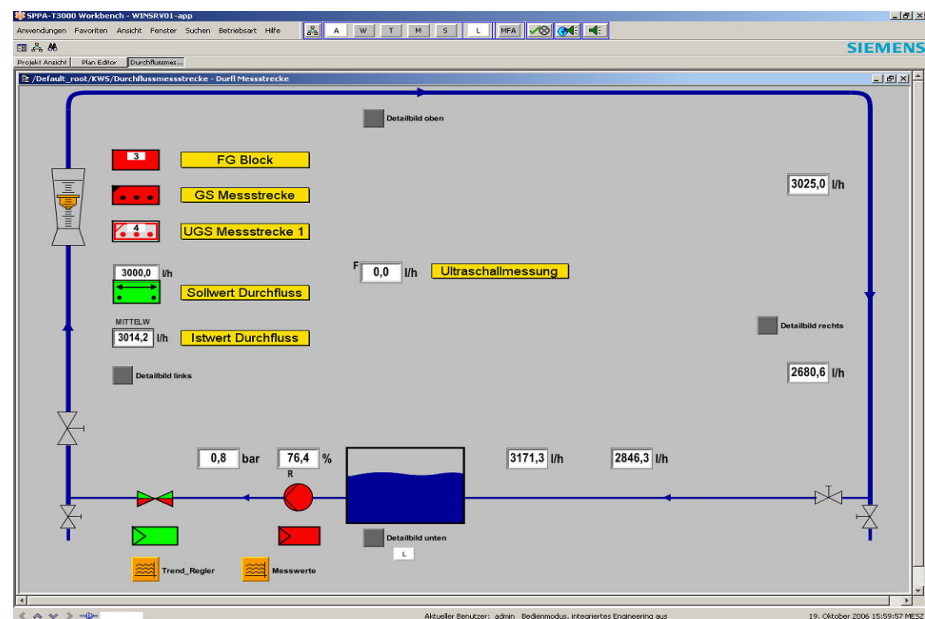 SPPA-T3000 Workbench - WINSRV01-app
Anwendungen Favoriten Ansicht Fenster Suchen Betriebsart Hilfe
A W T M S L MFA
SIEMENS
Projekt Ansicht Plan Editor Durchflussmes...
/Default_root/KWS/Durchflussmessstrecke - Durfl Messstrecke
Detailbild oben
3 FG Block
3025,0 l/h
GS Messstrecke
4 UGS Messstrecke 1
3000,0 l/h
F 0,0 l/h Ultraschallmessung
Sollwert Durchfluss
MITTELW
3014,2 l/h Istwert Durchfluss
Detailbild rechts
Detailbild links
2680,6 l/h
0,8 bar 76,4 % 3171,3 l/h 2846,3 l/h
R
Detailbild unten
L
Trend_Regler Messwerte
Aktueller Benutzer: admin Bedienmodus, integriertes Engineering aus 19. Oktober 2006 15:59:57 MESZ